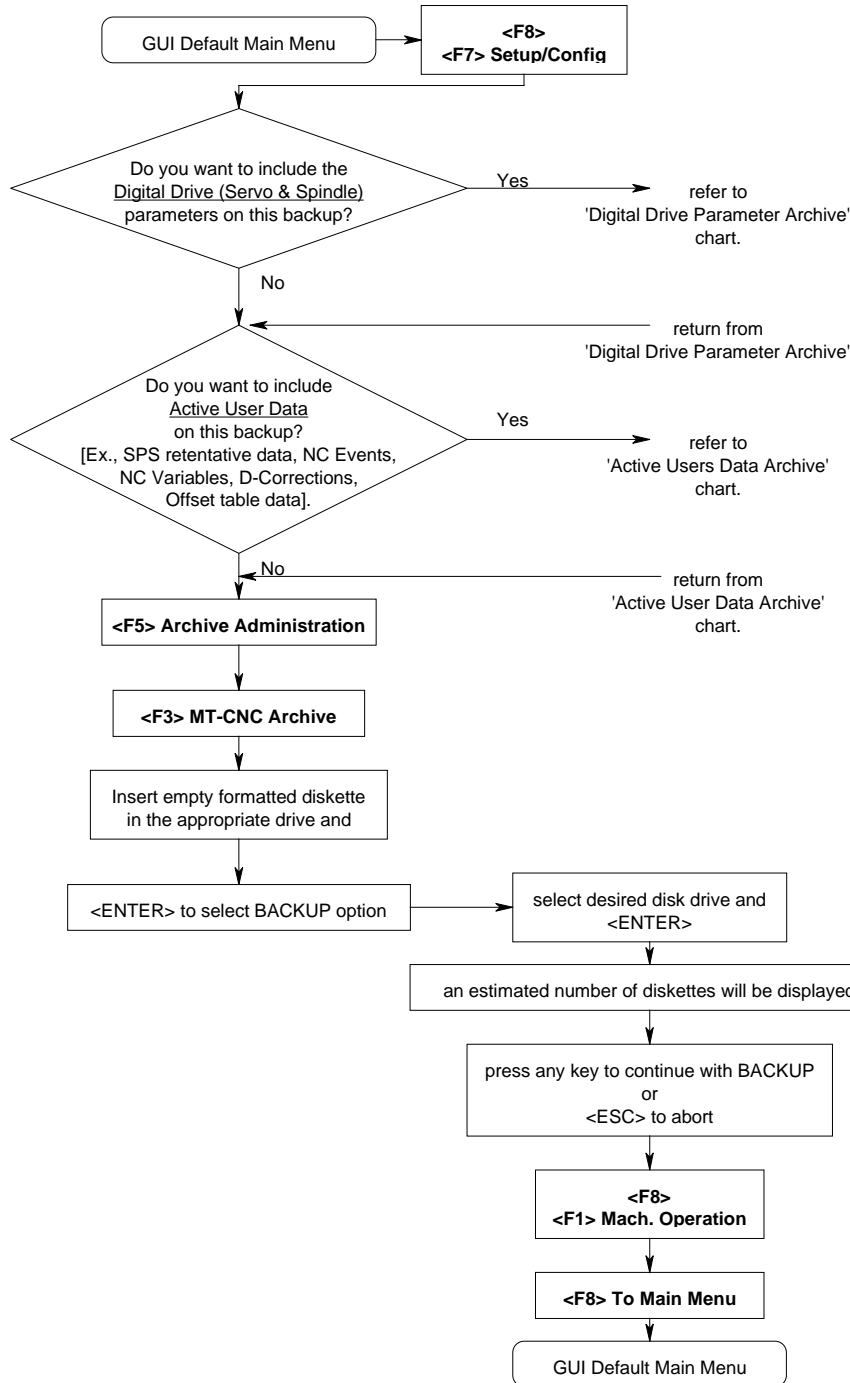 GUI Default Main Menu
<F8>
<F7> Setup/Config
Do you want to include the
Digital Drive (Servo & Spindle)
parameters on this backup?
Yes
refer to
'Digital Drive Parameter Archive'
chart.
No
return from
'Digital Drive Parameter Archive'
Do you want to include
Active User Data
on this backup?
[Ex., SPS retentative data, NC Events,
NC Variables, D-Corrections,
Offset table data].
Yes
refer to
'Active Users Data Archive'
chart.
No
return from
'Active User Data Archive'
chart.
<F5> Archive Administration
<F3> MT-CNC Archive
Insert empty formatted diskette
in the appropriate drive and
<ENTER> to select BACKUP option
select desired disk drive and
<ENTER>
an estimated number of diskettes will be displayed
press any key to continue with BACKUP
or
<ESC> to abort
<F8>
<F1> Mach. Operation
<F8> To Main Menu
GUI Default Main Menu